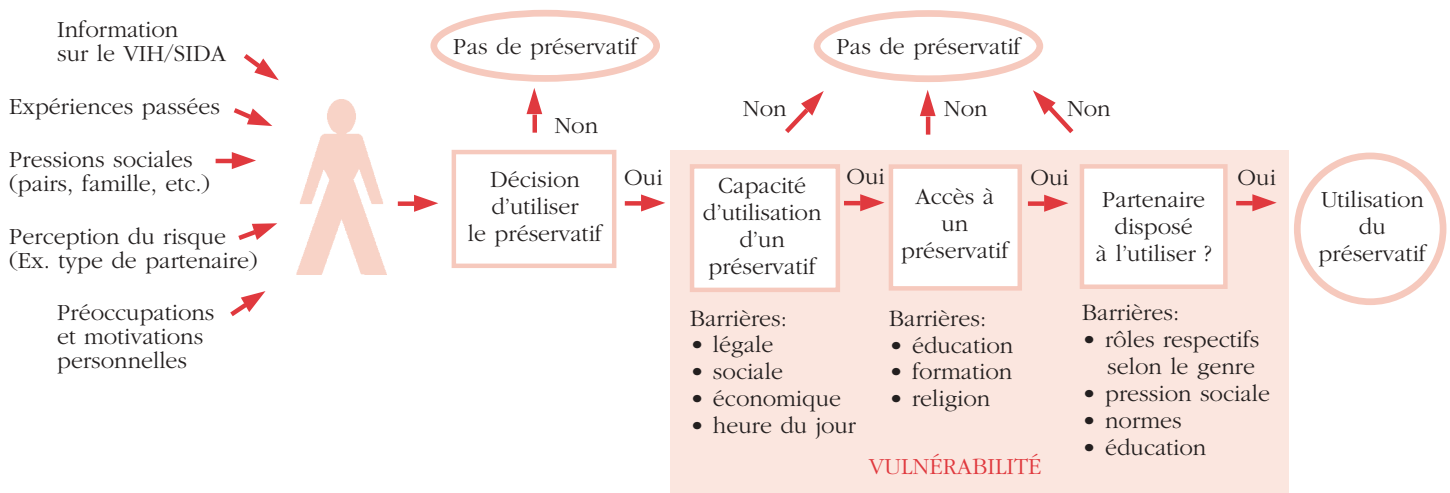 Information
sur le VIH/SIDA
Expériences passées
Pressions sociales
(pairs, famille, etc.)
Perception du risque
(Ex. type de partenaire)
Préoccupations
et motivations
personnelles
Pas de préservatif
Non
Décision
d'utiliser
le préservatif
Oui
Pas de préservatif
Non
Non
Non
Capacité
d'utilisation
d'un
préservatif
Oui
Accès à
un
préservatif
Oui
Partenaire
disposé
à l'utiliser ?
Oui
Utilisation
du
préservatif
Barrières:
• légale
• sociale
• économique
• heure du jour
Barrières:
• éducation
• formation
• religion
Barrières:
• rôles respectifs
selon le genre
• pression sociale
• normes
• éducation
VULNÉRABILITÉ